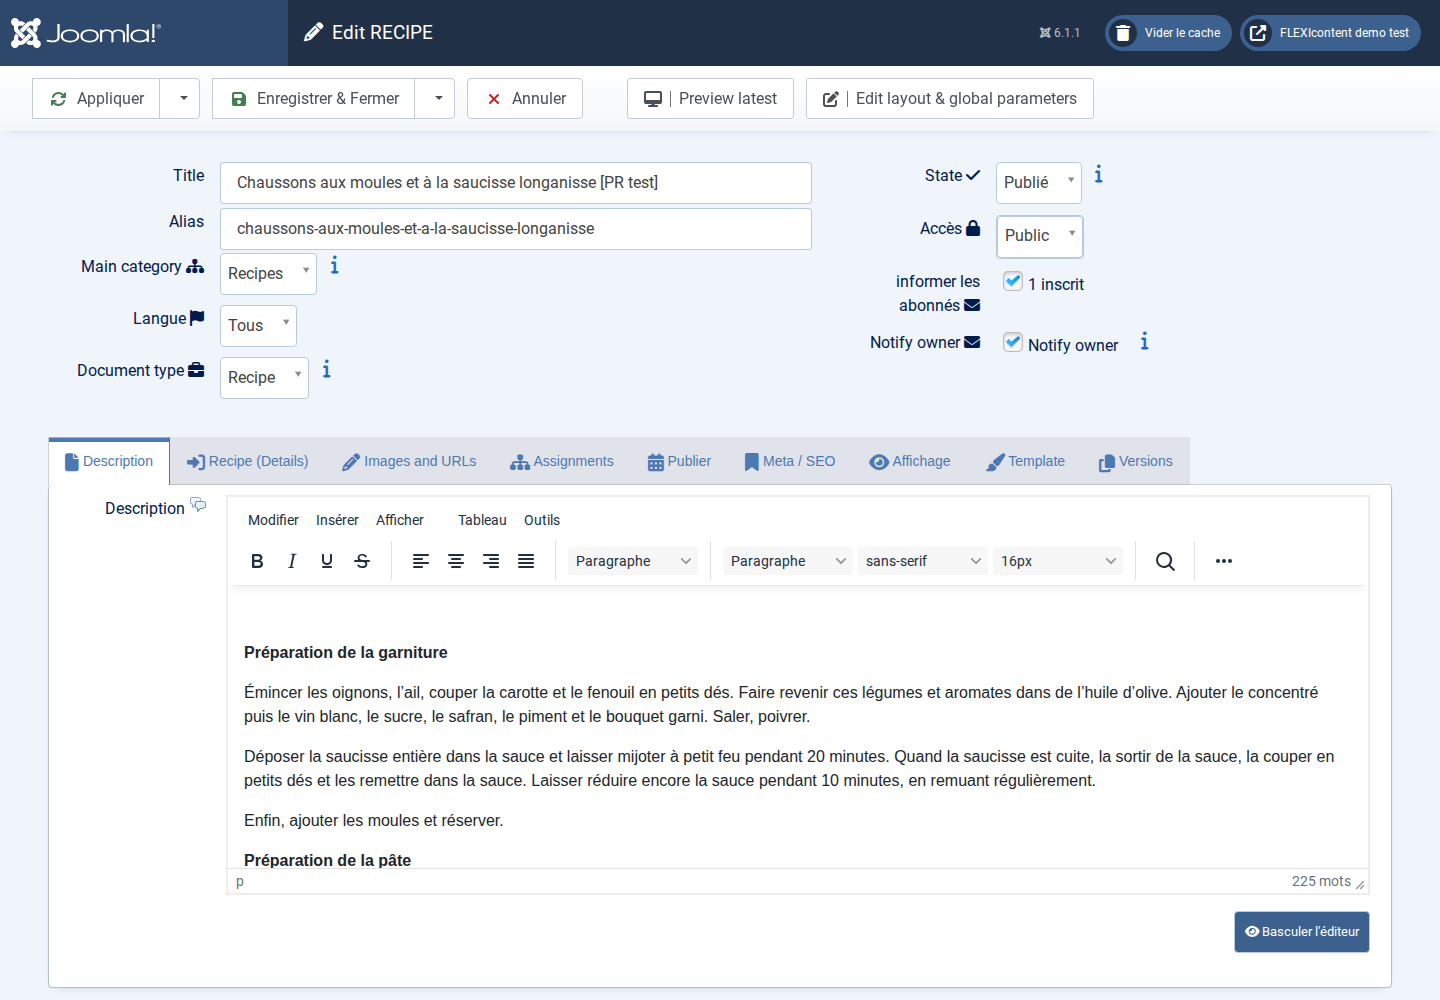 Joomla!® Edit RECIPE 6.1.1 Vider le cache FLEXIcontent demo test
Appliquer Enregistrer & Fermer Annuler Preview latest Edit layout & global parameters
Title Chaussons aux moules et à la saucisse longanisse [PR test]
Alias chaussons-aux-moules-et-a-la-saucisse-longanisse
Main category Recipes
Langue Tous
Document type Recipe
State Publié
Accès Public
informer les
abonnés 1 inscrit
Notify owner Notify owner
Description Recipe (Details) Images and URLs Assignments Publier Meta / SEO Affichage Template Versions
Description
Modifier Insérer Afficher Tableau Outils
B I U S Paragraphe Paragraphe sans-serif 16px
Préparation de la garniture
Émincer les oignons, l’ail, couper la carotte et le fenouil en petits dés. Faire revenir ces légumes et aromates dans de l’huile d’olive. Ajouter le concentré
puis le vin blanc, le sucre, le safran, le piment et le bouquet garni. Saler, poivrer.
Déposer la saucisse entière dans la sauce et laisser mijoter à petit feu pendant 20 minutes. Quand la saucisse est cuite, la sortir de la sauce, la couper en
petits dés et les remettre dans la sauce. Laisser réduire encore la sauce pendant 10 minutes, en remuant régulièrement.
Enfin, ajouter les moules et réserver.
Préparation de la pâte
p 225 mots
Basculer l'éditeur